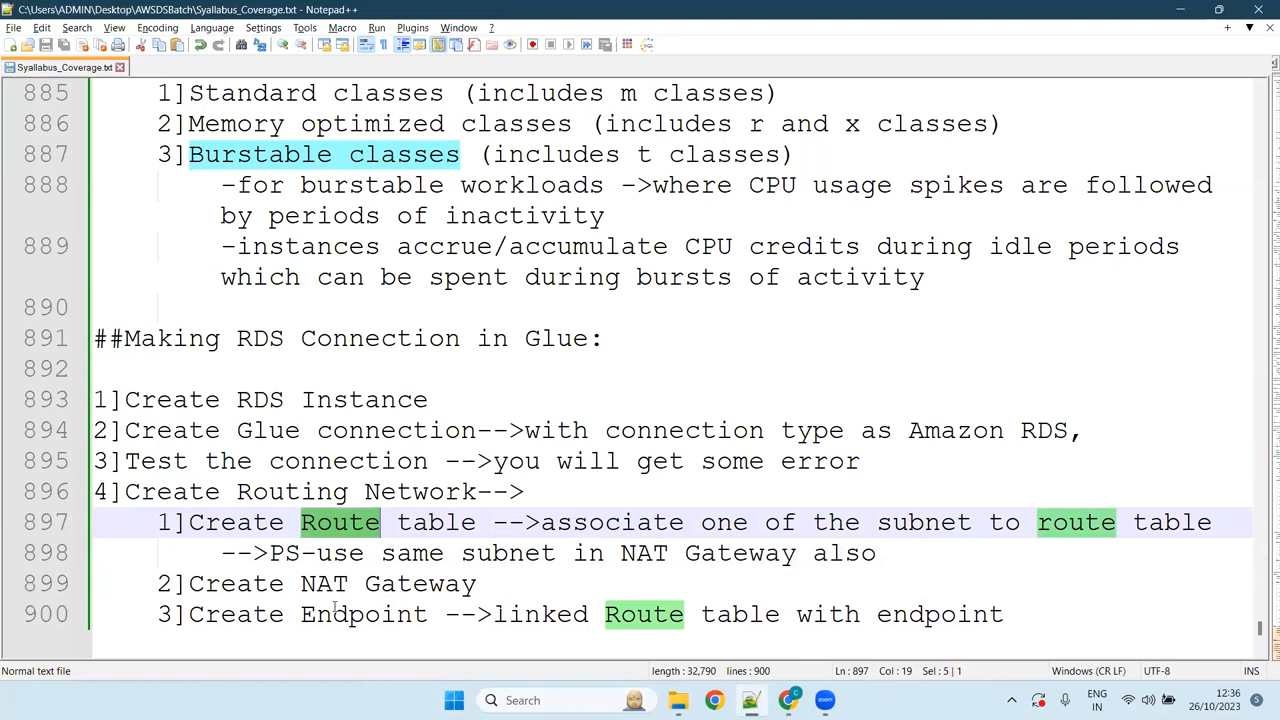 C:\Users\ADMIN\Desktop\AWSDSBatch\Syallabus_Coverage.txt - Notepad++
File Edit Search View Encoding Language Settings Tools Macro Run Plugins Window ?
Syallabus_Coverage.txt
885 1]Standard classes (includes m classes)
886 2]Memory optimized classes (includes r and x classes)
887 3]Burstable classes (includes t classes)
888 -for burstable workloads ->where CPU usage spikes are followed
by periods of inactivity
889 -instances accrue/accumulate CPU credits during idle periods
which can be spent during bursts of activity
890
891 ##Making RDS Connection in Glue:
892
893 1]Create RDS Instance
894 2]Create Glue connection-->with connection type as Amazon RDS,
895 3]Test the connection -->you will get some error
896 4]Create Routing Network-->
897 1]Create Route table -->associate one of the subnet to route table
898 -->PS-use same subnet in NAT Gateway also
899 2]Create NAT Gateway
900 3]Create Endpoint -->linked Route table with endpoint
Normal text file length : 32,790 lines : 900 Ln : 897 Col : 19 Sel : 5 | 1 Windows (CR LF) UTF-8 INS
Search ENG IN 12:36 26/10/2023